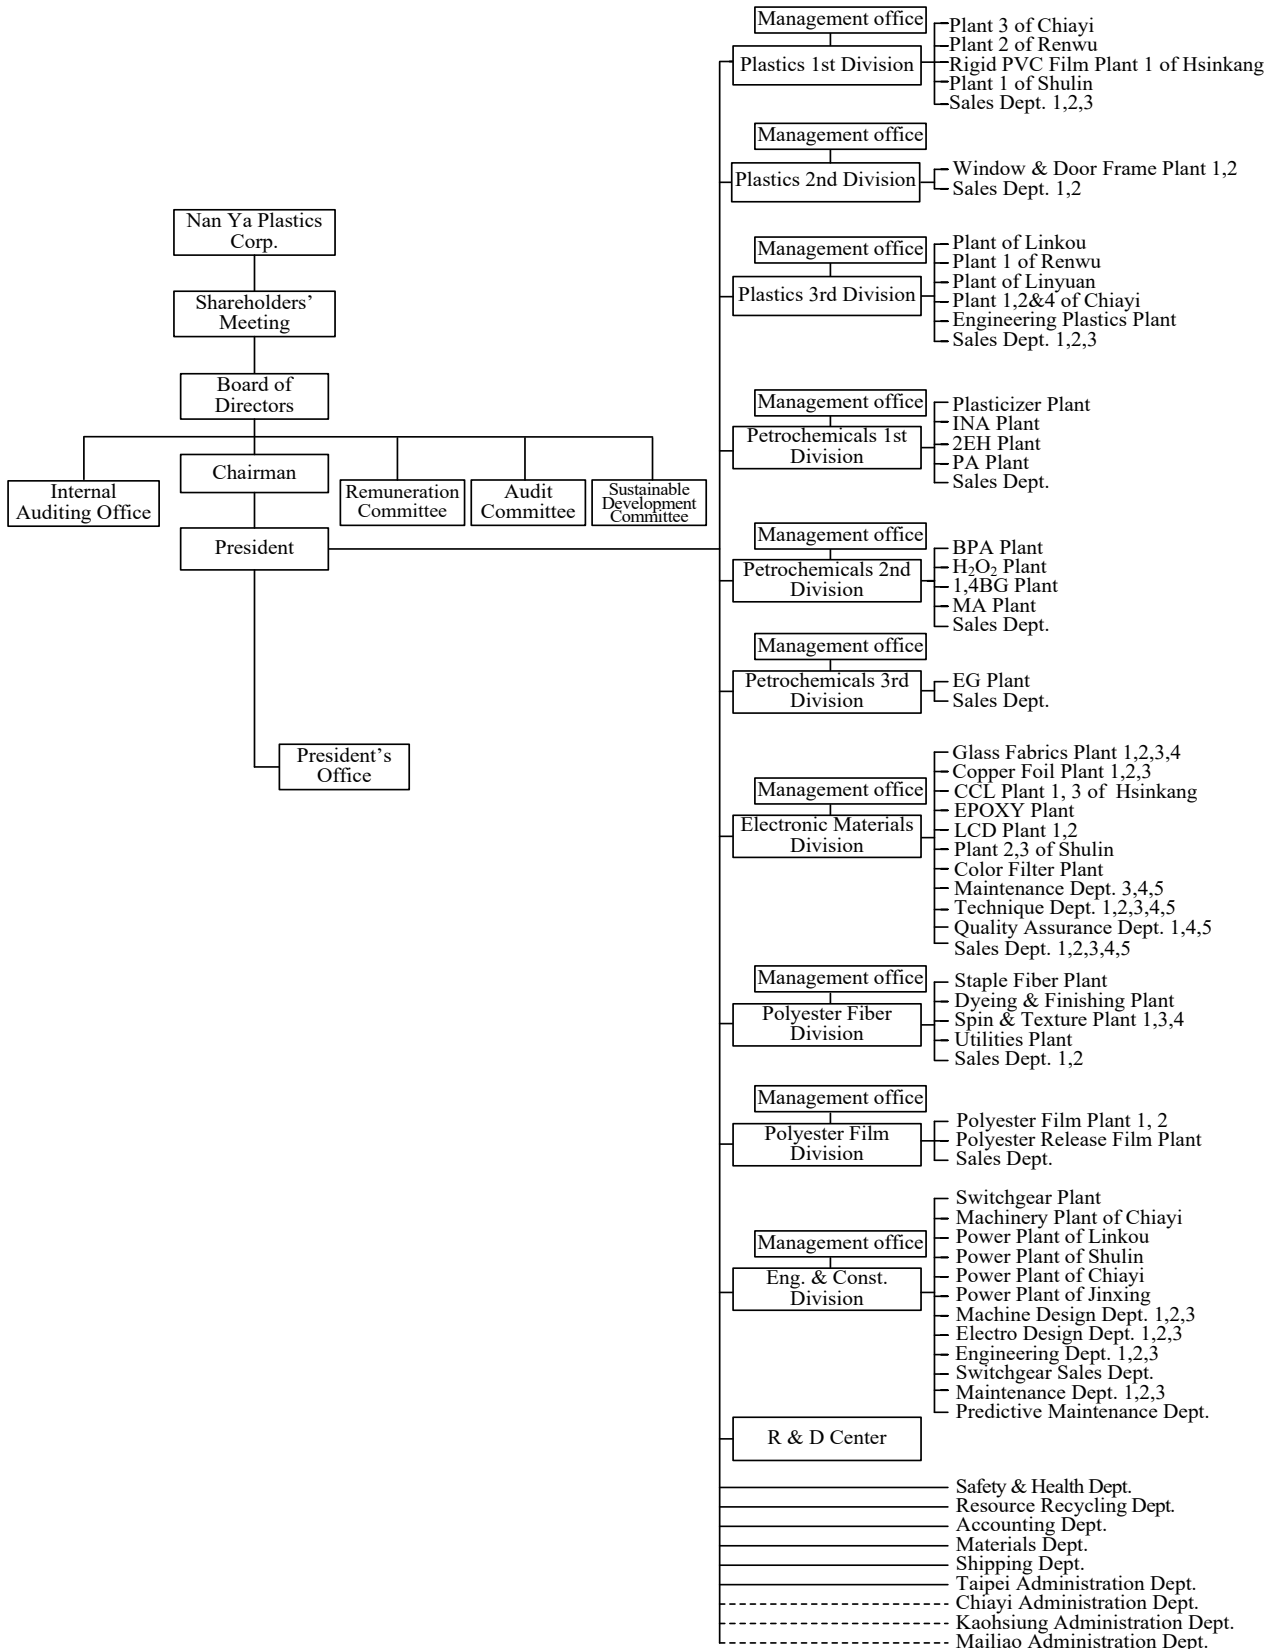 Nan Ya Plastics
Corp.
Shareholders’
Meeting
Board of
Directors
Chairman
Internal
Auditing Office
Remuneration
Committee
Audit
Committee
Sustainable
Development
Committee
President
President’s
Office
Management office
Plastics 1st Division
Plant 3 of Chiayi
Plant 2 of Renwu
Rigid PVC Film Plant 1 of Hsinkang
Plant 1 of Shulin
Sales Dept. 1,2,3
Management office
Plastics 2nd Division
Window & Door Frame Plant 1,2
Sales Dept. 1,2
Management office
Plastics 3rd Division
Plant of Linkou
Plant 1 of Renwu
Plant of Linyuan
Plant 1,2&4 of Chiayi
Engineering Plastics Plant
Sales Dept. 1,2,3
Management office
Petrochemicals 1st
Division
Plasticizer Plant
INA Plant
2EH Plant
PA Plant
Sales Dept.
Management office
Petrochemicals 2nd
Division
BPA Plant
H₂O₂ Plant
1,4BG Plant
MA Plant
Sales Dept.
Management office
Petrochemicals 3rd
Division
EG Plant
Sales Dept.
Management office
Electronic Materials
Division
Glass Fabrics Plant 1,2,3,4
Copper Foil Plant 1,2,3
CCL Plant 1, 3 of Hsinkang
EPOXY Plant
LCD Plant 1,2
Plant 2,3 of Shulin
Color Filter Plant
Maintenance Dept. 3,4,5
Technique Dept. 1,2,3,4,5
Quality Assurance Dept. 1,4,5
Sales Dept. 1,2,3,4,5
Management office
Polyester Fiber
Division
Staple Fiber Plant
Dyeing & Finishing Plant
Spin & Texture Plant 1,3,4
Utilities Plant
Sales Dept. 1,2
Management office
Polyester Film
Division
Polyester Film Plant 1, 2
Polyester Release Film Plant
Sales Dept.
Management office
Eng. & Const.
Division
Switchgear Plant
Machinery Plant of Chiayi
Power Plant of Linkou
Power Plant of Shulin
Power Plant of Chiayi
Power Plant of Jinxing
Machine Design Dept. 1,2,3
Electro Design Dept. 1,2,3
Engineering Dept. 1,2,3
Switchgear Sales Dept.
Maintenance Dept. 1,2,3
Predictive Maintenance Dept.
R & D Center
Safety & Health Dept.
Resource Recycling Dept.
Accounting Dept.
Materials Dept.
Shipping Dept.
Taipei Administration Dept.
Chiayi Administration Dept.
Kaohsiung Administration Dept.
Mailiao Administration Dept.